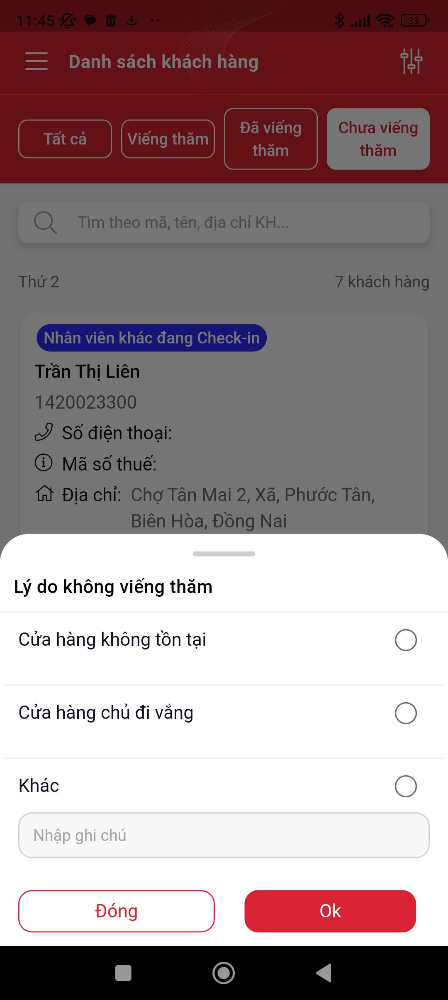 11:45
33
Danh sách khách hàng
Tất cả
Viếng thăm
Đã viếng
thăm
Chưa viếng
thăm
Tìm theo mã, tên, địa chỉ KH...
Thứ 2
7 khách hàng
Nhân viên khác đang Check-in
Trần Thị Liên
1420023300
Số điện thoại:
Mã số thuế:
Địa chỉ: Chợ Tân Mai 2, Xã, Phước Tân,
Biên Hòa, Đồng Nai
Lý do không viếng thăm
Cửa hàng không tồn tại
Cửa hàng chủ đi vắng
Khác
Nhập ghi chú
Đóng
Ok